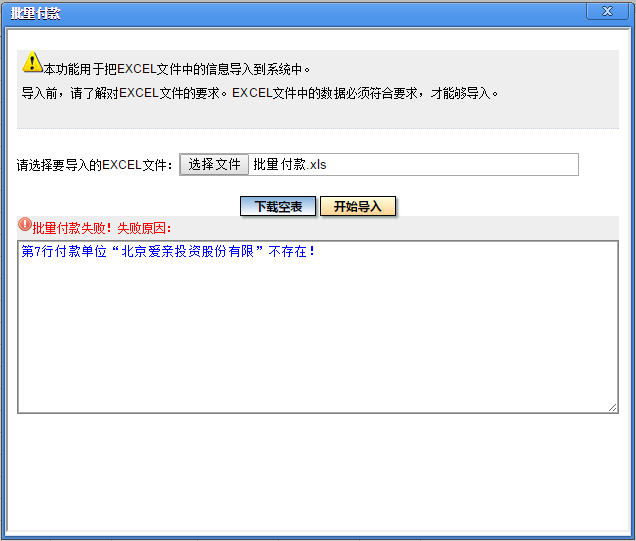 批量付款
本功能用于把EXCEL文件中的信息导入到系统中。
导入前，请了解对EXCEL文件的要求。EXCEL文件中的数据必须符合要求，才能够导入。
请选择要导入的EXCEL文件： 选择文件 批量付款.xls
下载空表 开始导入
批量付款失败！失败原因：
第7行付款单位“北京爱亲投资股份有限”不存在！